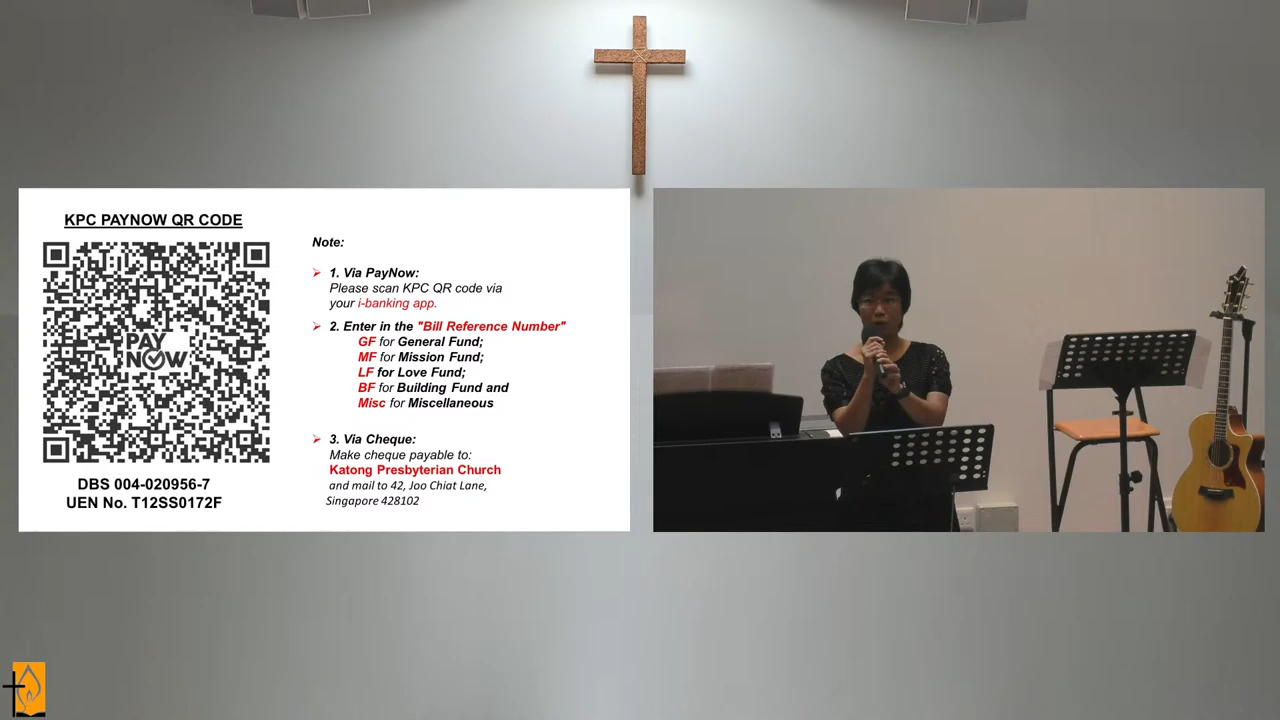 KPC PAYNOW QR CODE
PAY
NOW
DBS 004-020956-7
UEN No. T12SS0172F
Note:
1. Via PayNow:
Please scan KPC QR code via
your i-banking app.
2. Enter in the "Bill Reference Number"
GF for General Fund;
MF for Mission Fund;
LF for Love Fund;
BF for Building Fund and
Misc for Miscellaneous
3. Via Cheque:
Make cheque payable to:
Katong Presbyterian Church
and mail to 42, Joo Chiat Lane,
Singapore 428102